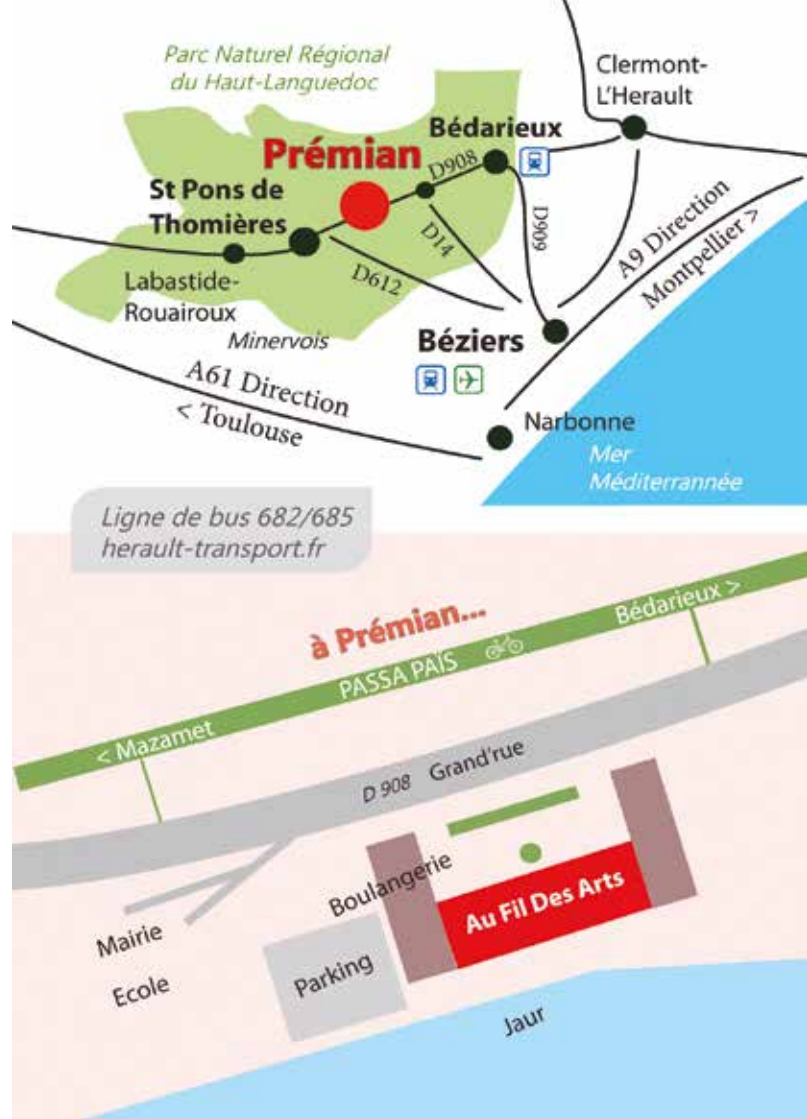 Parc Naturel Régional
du Haut-Languedoc
Clermont-
L'Herault
Bédarieux
Prémian
D908
St Pons de
Thomières
D909
D14
A9 Direction
Montpellier >
D612
Labastide-
Rouairoux
Minervois
Béziers
A61 Direction
< Toulouse
Narbonne
Mer
Méditerrannée
Ligne de bus 682/685
herault-transport.fr
à Prémian...
Bédarieux >
PASSA PAÏS
< Mazamet
D 908 Grand'rue
Boulangerie
Au Fil Des Arts
Mairie
Ecole
Parking
Jaur